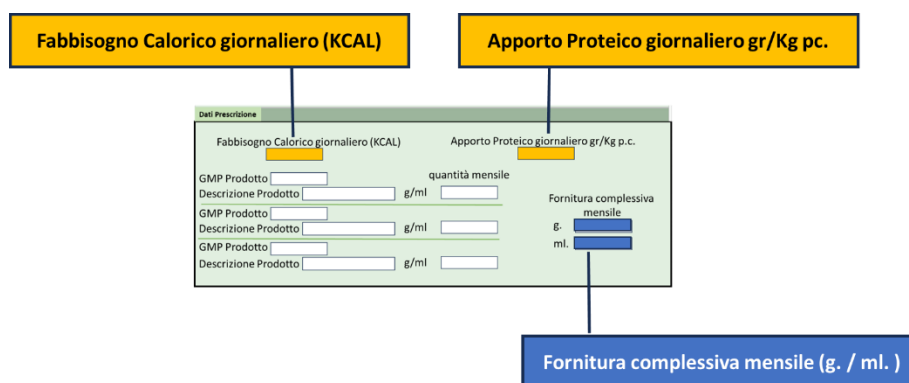 Fabbisogno Calorico giornaliero (KCAL)
Apporto Proteico giornaliero gr/Kg pc.
Dati Prescrizione
Fabbisogno Calorico giornaliero (KCAL)
Apporto Proteico giornaliero gr/Kg p.c.
quantità mensile
GMP Prodotto
Descrizione Prodotto g/ml
GMP Prodotto
Descrizione Prodotto g/ml
GMP Prodotto
Descrizione Prodotto g/ml
Fornitura complessiva
mensile
g.
ml.
Fornitura complessiva mensile (g. / ml. )